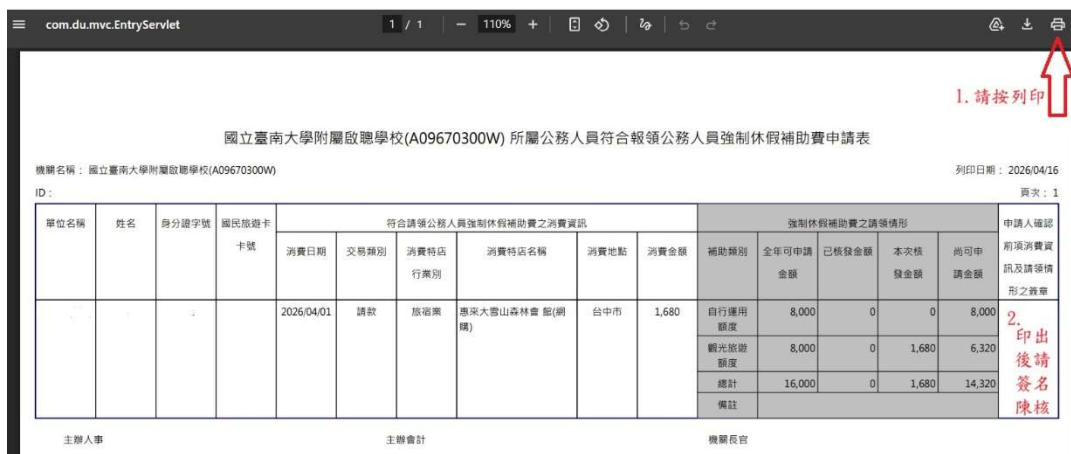 com.du.mvc.EntryServlet
1 / 1
110%
1.請按列印
國立臺南大學附屬啟聰學校(A09670300W) 所屬公務人員符合報領公務人員強制休假補助費申請表
機關名稱： 國立臺南大學附屬啟聰學校(A09670300W)
列印日期： 2026/04/16
ID：
頁次： 1
單位名稱 姓名 身分證字號 國民旅遊卡卡號 符合請領公務人員強制休假補助費之消費資訊 強制休假補助費之請領情形 申請人確認前項消費資訊及請領情形之簽章
消費日期 交易類別 消費特店行業別 消費特店名稱 消費地點 消費金額 補助類別 全年可申請金額 已核發金額 本次核發金額 尚可申請金額
2026/04/01 請款 旅宿業 惠來大雪山森林會 館(網購) 台中市 1,680 自行運用額度 8,000 0 0 8,000
觀光旅遊額度 8,000 0 1,680 6,320
總計 16,000 0 1,680 14,320
備註
2.
印出
後請
簽名
陳核
主辦人事 主辦會計 機關長官